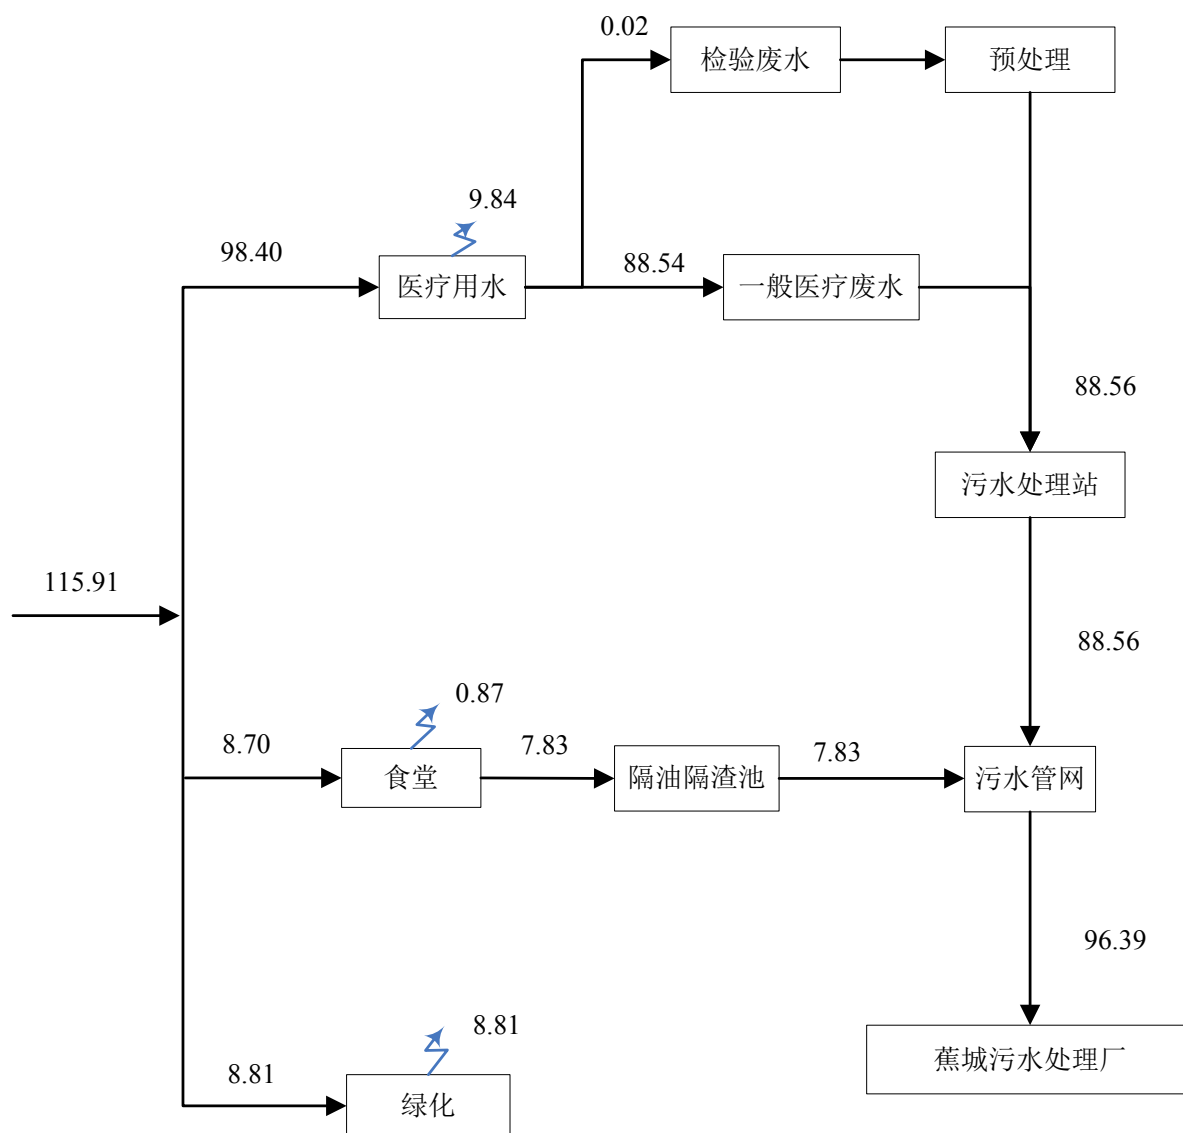 0.02
检验废水
预处理
9.84
98.40
医疗用水
88.54
一般医疗废水
88.56
污水处理站
115.91
88.56
0.87
8.70
食堂
7.83
隔油隔渣池
7.83
污水管网
96.39
8.81
8.81
绿化
蕉城污水处理厂